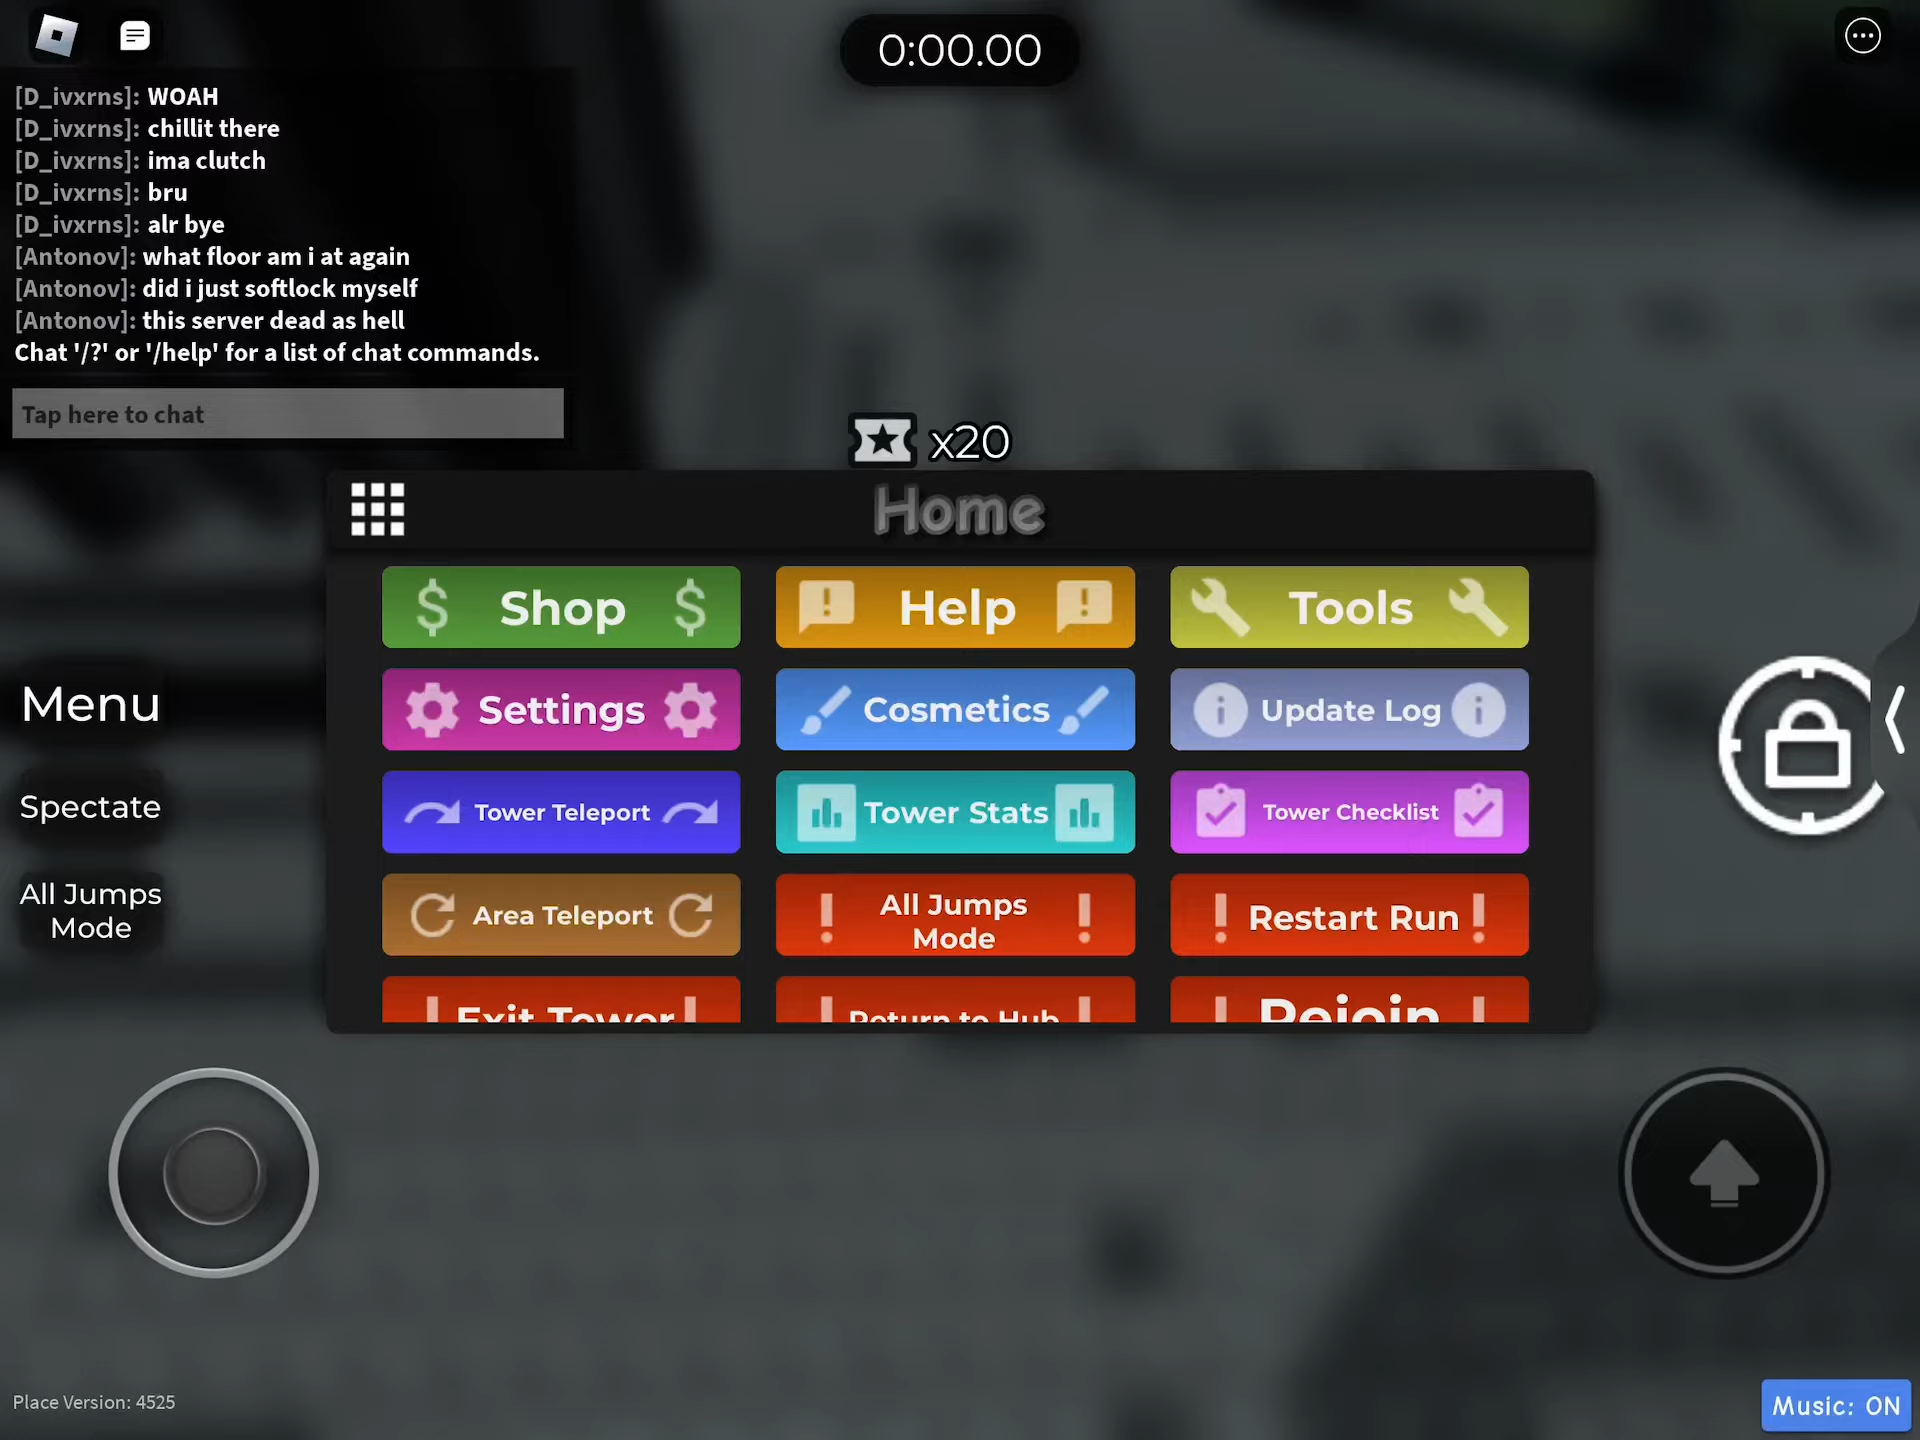 0:00.00
[D_ivxrns]: WOAH
[D_ivxrns]: chillit there
[D_ivxrns]: ima clutch
[D_ivxrns]: bru
[D_ivxrns]: alr bye
[Antonov]: what floor am i at again
[Antonov]: did i just softlock myself
[Antonov]: this server dead as hell
Chat '/?' or '/help' for a list of chat commands.
Tap here to chat
x20
Home
Shop
Help
Tools
Settings
Cosmetics
Update Log
Tower Teleport
Tower Stats
Tower Checklist
Area Teleport
All Jumps
Mode
Restart Run
Exit Tower
Return to Hub
Rejoin
Menu
Spectate
All Jumps
Mode
Place Version: 4525
Music: ON